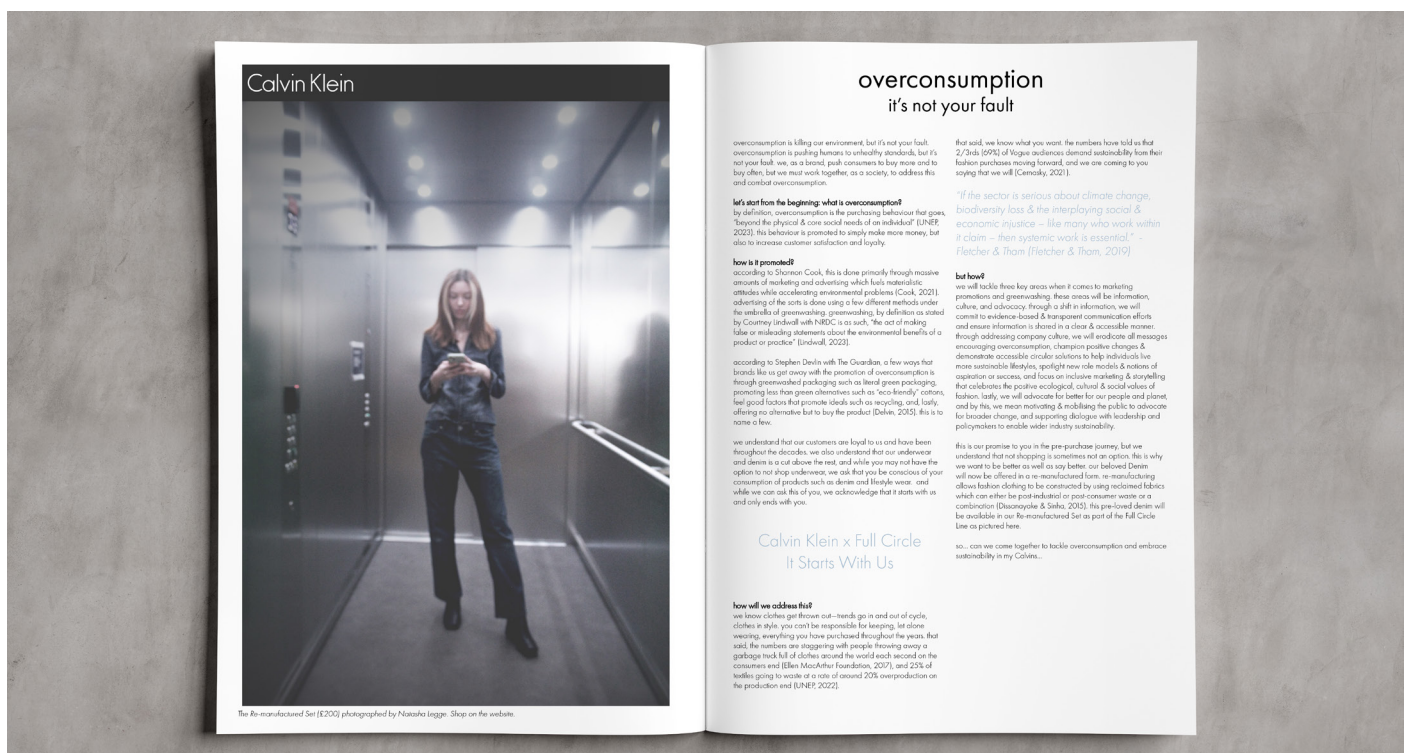 Calvin Klein
The Re-manufactured Set (£200) photographed by Natasha Legge. Shop on the website.
overconsumption
it's not your fault
overconsumption is killing our environment, but it's not your fault.
overconsumption is pushing humans to unhealthy standards, but it's
not your fault. we, as a brand, push consumers to buy more and to
buy often, but we must work together, as a society, to address this
and combat overconsumption.
let's start from the beginning: what is overconsumption?
by definition, overconsumption is the purchasing behaviour that goes,
"beyond the physical & core social needs of an individual" (UNEP,
2023). this behaviour is promoted to simply make more money, but
also to increase customer satisfaction and loyalty.
how is it promoted?
according to Shannon Cook, this is done primarily through massive
amounts of marketing and advertising which fuels materialistic
attitudes while accelerating environmental problems (Cook, 2021).
advertising of the sorts is done using a few different methods under
the umbrella of greenwashing. greenwashing, by definition as stated
by Courtney Lindwall with NRDC is as such, "the act of making
false or misleading statements about the environmental benefits of a
product or practice" (Lindwall, 2023).
according to Stephen Devlin with The Guardian, a few ways that
brands like us get away with the promotion of overconsumption is
through greenwashed packaging such as literal green packaging,
promoting less than green alternatives such as "eco-friendly" cottons,
feel good factors that promote ideals such as recycling, and, lastly,
offering no alternative but to buy the product (Delvin, 2015). this is to
name a few.
we understand that our customers are loyal to us and have been
throughout the decades. we also understand that our underwear
and denim is a cut above the rest, and while you may not have the
option to not shop underwear, we ask that you be conscious of your
consumption of products such as denim and lifestyle wear. and
while we can ask this of you, we acknowledge that it starts with us
and only ends with you.
Calvin Klein x Full Circle
It Starts With Us
how will we address this?
we know clothes get thrown out—trends go in and out of cycle,
clothes in style. you can't be responsible for keeping, let alone
wearing, everything you have purchased throughout the years. that
said, the numbers are staggering with people throwing away a
garbage truck full of clothes around the world each second on the
consumers end (Ellen MacArthur Foundation, 2017), and 25% of
textiles going to waste at a rate of around 20% overproduction on
the production end (UNEP, 2022).
that said, we know what you want. the numbers have told us that
2/3rds (69%) of Vogue audiences demand sustainability from their
fashion purchases moving forward, and we are coming to you
saying that we will (Cernosky, 2021).
"If the sector is serious about climate change,
biodiversity loss & the interplaying social &
economic injustice – like many who work within
it claim – then systemic work is essential." -
Fletcher & Tham (Fletcher & Thom, 2019)
but how?
we will tackle three key areas when it comes to marketing
promotions and greenwashing. these areas will be information,
culture, and advocacy. through a shift in information, we will
commit to evidence-based & transparent communication efforts
and ensure information is shared in a clear & accessible manner.
through addressing company culture, we will eradicate all messages
encouraging overconsumption, champion positive changes &
demonstrate accessible circular solutions to help individuals live
more sustainable lifestyles, spotlight new role models & notions of
aspiration or success, and focus on inclusive marketing & storytelling
that celebrates the positive ecological, cultural & social values of
fashion. lastly, we will advocate for better for our people and planet,
and by this, we mean motivating & mobilising the public to advocate
for broader change, and supporting dialogue with leadership and
policymakers to enable wider industry sustainability.
this is our promise to you in the pre-purchase journey, but we
understand that not shopping is sometimes not an option. this is why
we want to be better as well as say better. our beloved Denim
will now be offered in a re-manufactured form. re-manufacturing
allows fashion clothing to be constructed by using reclaimed fabrics
which can either be post-industrial or post-consumer waste or a
combination (Dissanayake & Sinha, 2015). this pre-loved denim will
be available in our Re-manufactured Set as part of the Full Circle
Line as pictured here.
so... can we come together to tackle overconsumption and embrace
sustainability in my Calvins...